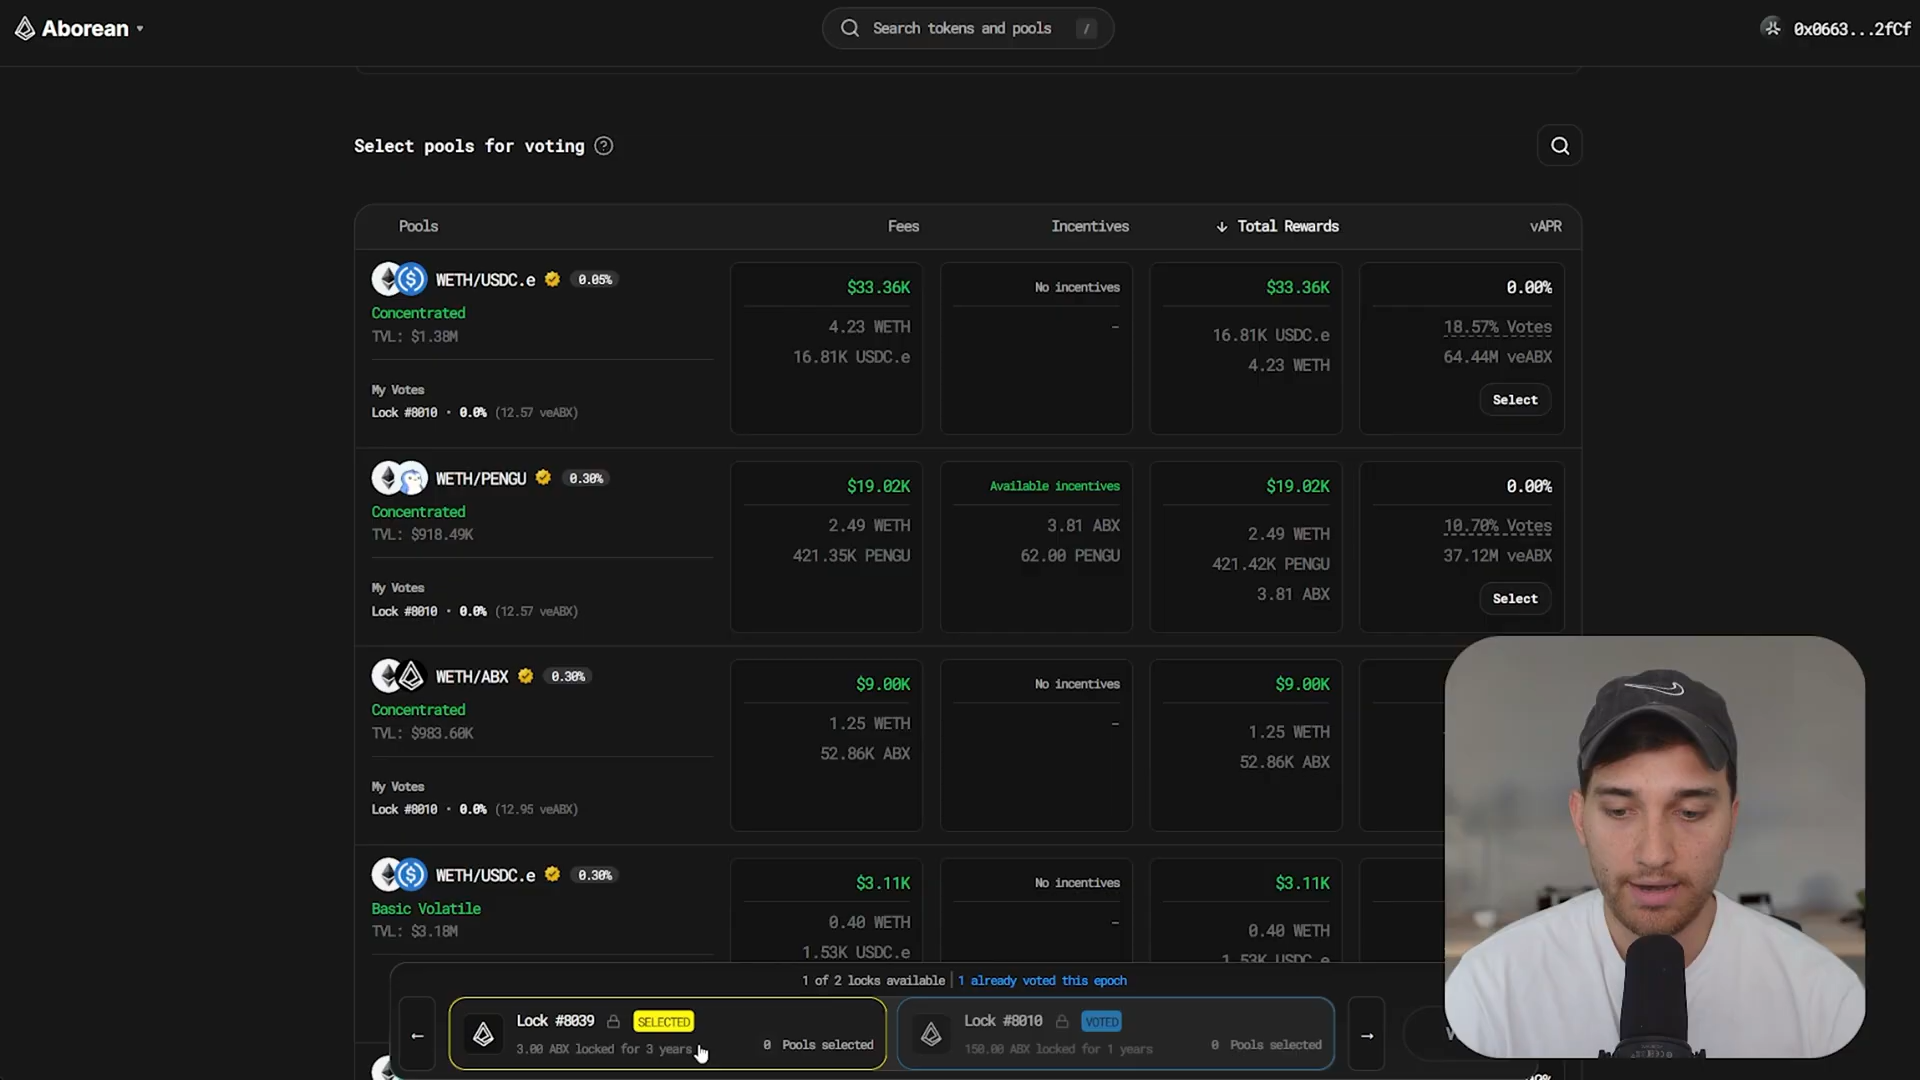 Aborean
Search tokens and pools /
0x0663...2fCf
Select pools for voting ?
Pools Fees Incentives ↓ Total Rewards vAPR
WETH/USDC.e 0.05%
Concentrated
TVL: $1.38M
My Votes
Lock #8010 · 0.0% (12.57 veABX)
$33.36K
4.23 WETH
16.81K USDC.e
No incentives
-
$33.36K
16.81K USDC.e
4.23 WETH
0.00%
18.57% Votes
64.44M veABX
Select
WETH/PENGU 0.30%
Concentrated
TVL: $918.49K
My Votes
Lock #8010 · 0.0% (12.57 veABX)
$19.02K
2.49 WETH
421.35K PENGU
Available incentives
3.81 ABX
62.00 PENGU
$19.02K
2.49 WETH
421.42K PENGU
3.81 ABX
0.00%
10.70% Votes
37.12M veABX
Select
WETH/ABX 0.30%
Concentrated
TVL: $983.60K
My Votes
Lock #8010 · 0.0% (12.95 veABX)
$9.00K
1.25 WETH
52.86K ABX
No incentives
-
$9.00K
1.25 WETH
52.86K ABX
WETH/USDC.e 0.30%
Basic Volatile
TVL: $3.18M
$3.11K
0.40 WETH
1.53K USDC.e
No incentives
-
$3.11K
0.40 WETH
1.53K USDC.e
1 of 2 locks available | 1 already voted this epoch
←
Lock #8039 SELECTED
3.00 ABX locked for 3 years
0 Pools selected
Lock #8010 VOTED
150.00 ABX locked for 1 years
0 Pools selected
→